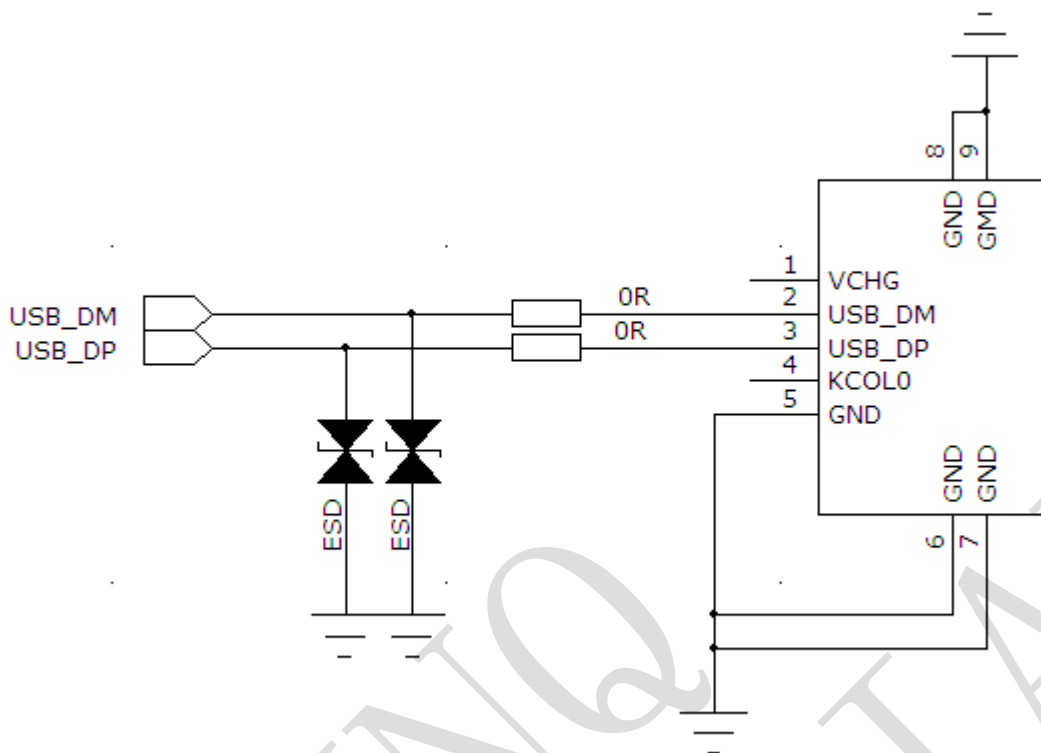 8
9
GND
GMD
1
VCHG
0R
2
USB_DM
USB_DM
0R
3
USB_DP
USB_DP
4
KCOL0
5
GND
ESD
ESD
GND
GND
6
7